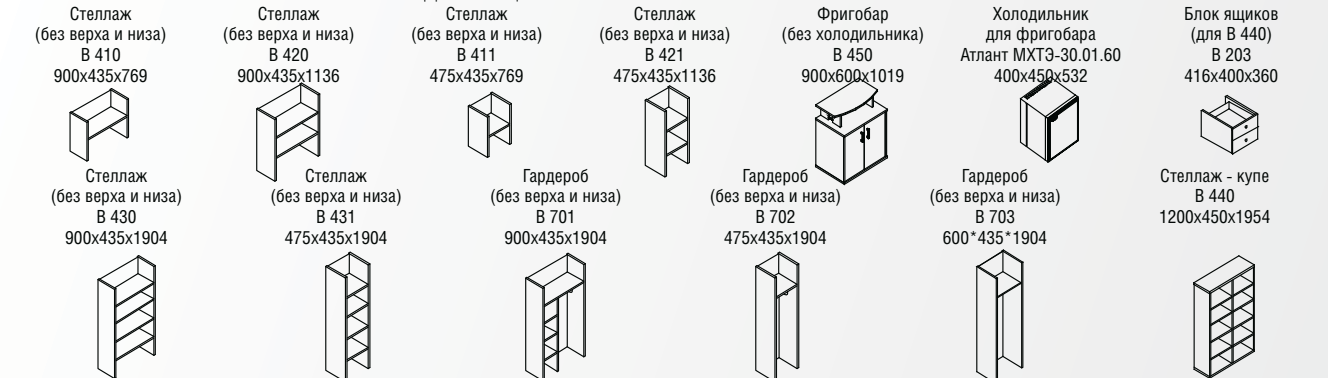 Стеллаж
(без верха и низа)
В 410
900х435х769
Стеллаж
(без верха и низа)
В 420
900х435х1136
Стеллаж
(без верха и низа)
В 411
475х435х769
Стеллаж
(без верха и низа)
В 421
475х435х1136
Фригобар
(без холодильника)
В 450
900х600х1019
Холодильник
для фригобара
Атлант МХТЭ-30.01.60
400х450х532
Блок ящиков
(для В 440)
В 203
416х400х360
Стеллаж
(без верха и низа)
В 430
900х435х1904
Стеллаж
(без верха и низа)
В 431
475х435х1904
Гардероб
(без верха и низа)
В 701
900х435х1904
Гардероб
(без верха и низа)
В 702
475х435х1904
Гардероб
(без верха и низа)
В 703
600*435*1904
Стеллаж - купе
В 440
1200х450х1954